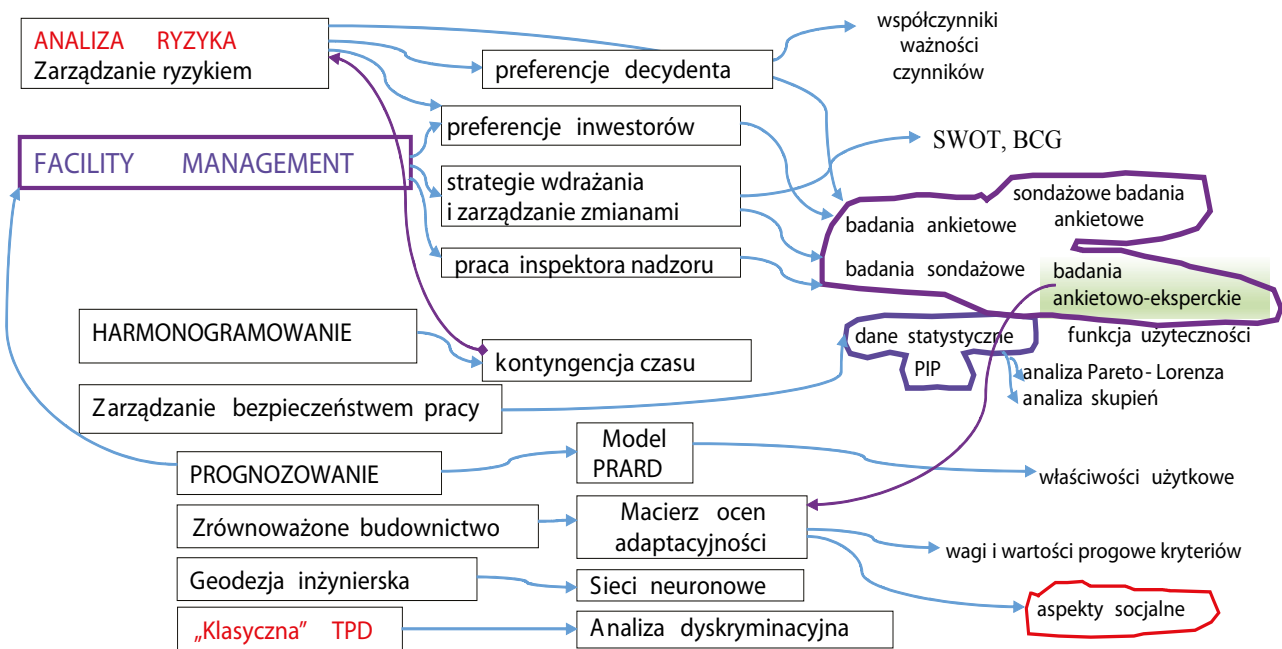 ANALIZA RYZYKA
Zarządzanie ryzykiem
współczynniki
ważności
czynników
preferencje decydenta
preferencje inwestorów
SWOT, BCG
FACILITY MANAGEMENT
strategie wdrażania
i zarządzanie zmianami
sondażowe badania
ankietowe
badania ankietowe
praca inspektora nadzoru
badania sondażowe
badania
ankietowo-eksperckie
HARMONOGRAMOWANIE
dane statystyczne
PIP
funkcja użyteczności
kontyngencja czasu
analiza Pareto-Lorenza
analiza skupień
Zarządzanie bezpieczeństwem pracy
Model
PRARD
PROGNOZOWANIE
właściwości użytkowe
Zrównoważone budownictwo
Macierz ocen
adaptacyjności
wagi i wartości progowe kryteriów
Geodezja inżynierska
Sieci neuronowe
aspekty socjalne
„Klasyczna” TPD
Analiza dyskryminacyjna